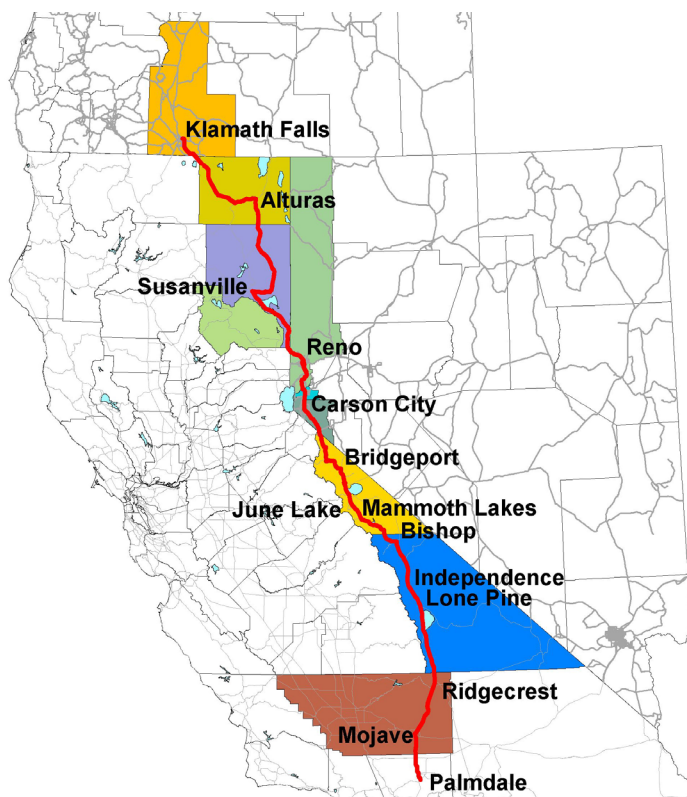 Klamath Falls
Alturas
Susanville
Reno
Carson City
Bridgeport
June Lake
Mammoth Lakes
Bishop
Independence
Lone Pine
Ridgecrest
Mojave
Palmdale